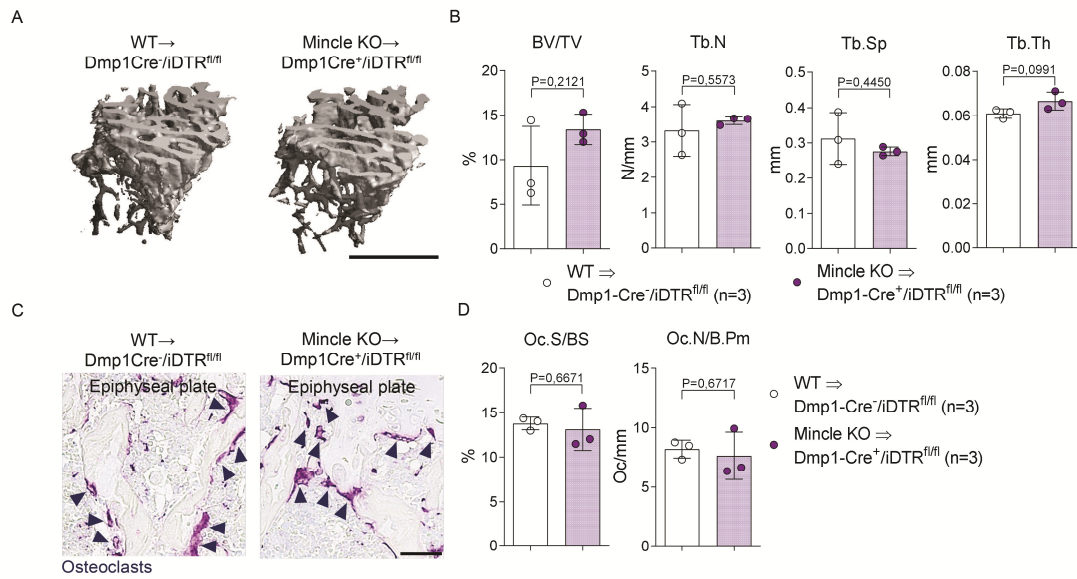 A
WT→
Dmp1Cre⁻/iDTRfl/fl
Mincle KO→
Dmp1Cre⁺/iDTRfl/fl
B
BV/TV
%
20
15
10
5
0
P=0,2121
Tb.N
N/mm
5
4
3
2
1
0
P=0,5573
Tb.Sp
mm
0.5
0.4
0.3
0.2
0.1
0.0
P=0,4450
Tb.Th
mm
0.08
0.06
0.04
0.02
0.00
P=0,0991
WT ⇒
Dmp1-Cre⁻/iDTRfl/fl (n=3)
Mincle KO ⇒
Dmp1-Cre⁺/iDTRfl/fl (n=3)
C
WT→
Dmp1Cre⁻/iDTRfl/fl
Mincle KO→
Dmp1Cre⁺/iDTRfl/fl
Epiphyseal plate
Epiphyseal plate
Osteoclasts
D
Oc.S/BS
%
20
15
10
5
0
P=0,6671
Oc.N/B.Pm
Oc/mm
15
10
5
0
P=0,6717
WT ⇒
Dmp1-Cre⁻/iDTRfl/fl (n=3)
Mincle KO ⇒
Dmp1-Cre⁺/iDTRfl/fl (n=3)